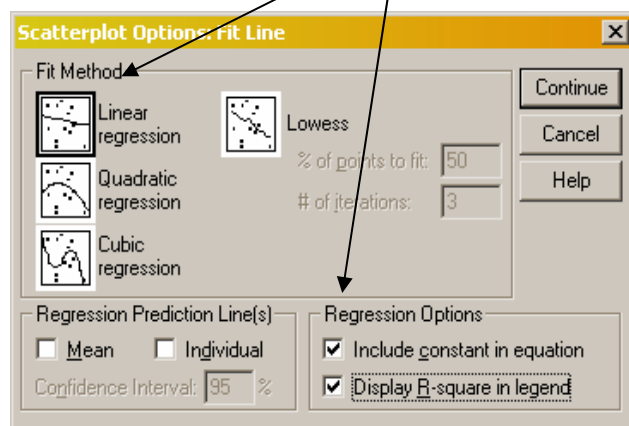 Scatterplot Options: Fit Line
Fit Method
Linear
regression
Quadratic
regression
Cubic
regression
Lowess
% of points to fit: 50
# of iterations: 3
Continue
Cancel
Help
Regression Prediction Line(s)
Mean Individual
Confidence Interval: 95 %
Regression Options
Include constant in equation
Display R-square in legend